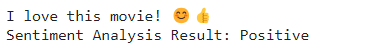 I love this movie! 😊👍
Sentiment Analysis Result: Positive